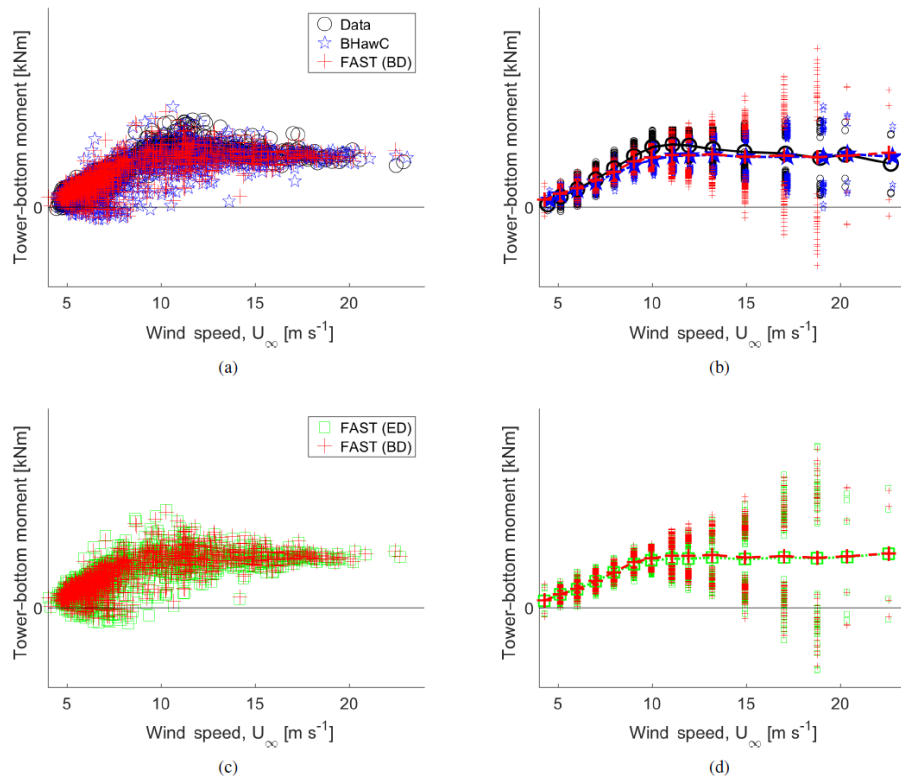 Tower-bottom moment [kNm]
0
Data
BHawC
FAST (BD)
5 10 15 20
Wind speed, U∞ [m s-1]
(a)
Tower-bottom moment [kNm]
0
5 10 15 20
Wind speed, U∞ [m s-1]
(b)
Tower-bottom moment [kNm]
0
FAST (ED)
FAST (BD)
5 10 15 20
Wind speed, U∞ [m s-1]
(c)
Tower-bottom moment [kNm]
0
5 10 15 20
Wind speed, U∞ [m s-1]
(d)